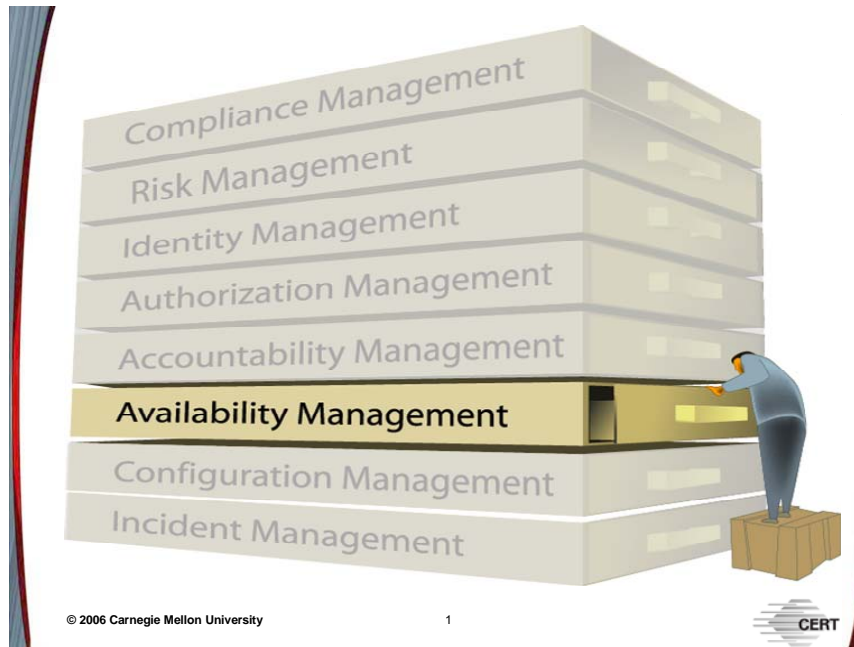 Compliance Management
Risk Management
Identity Management
Authorization Management
Accountability Management
Availability Management
Configuration Management
Incident Management
© 2006 Carnegie Mellon University 1
CERT